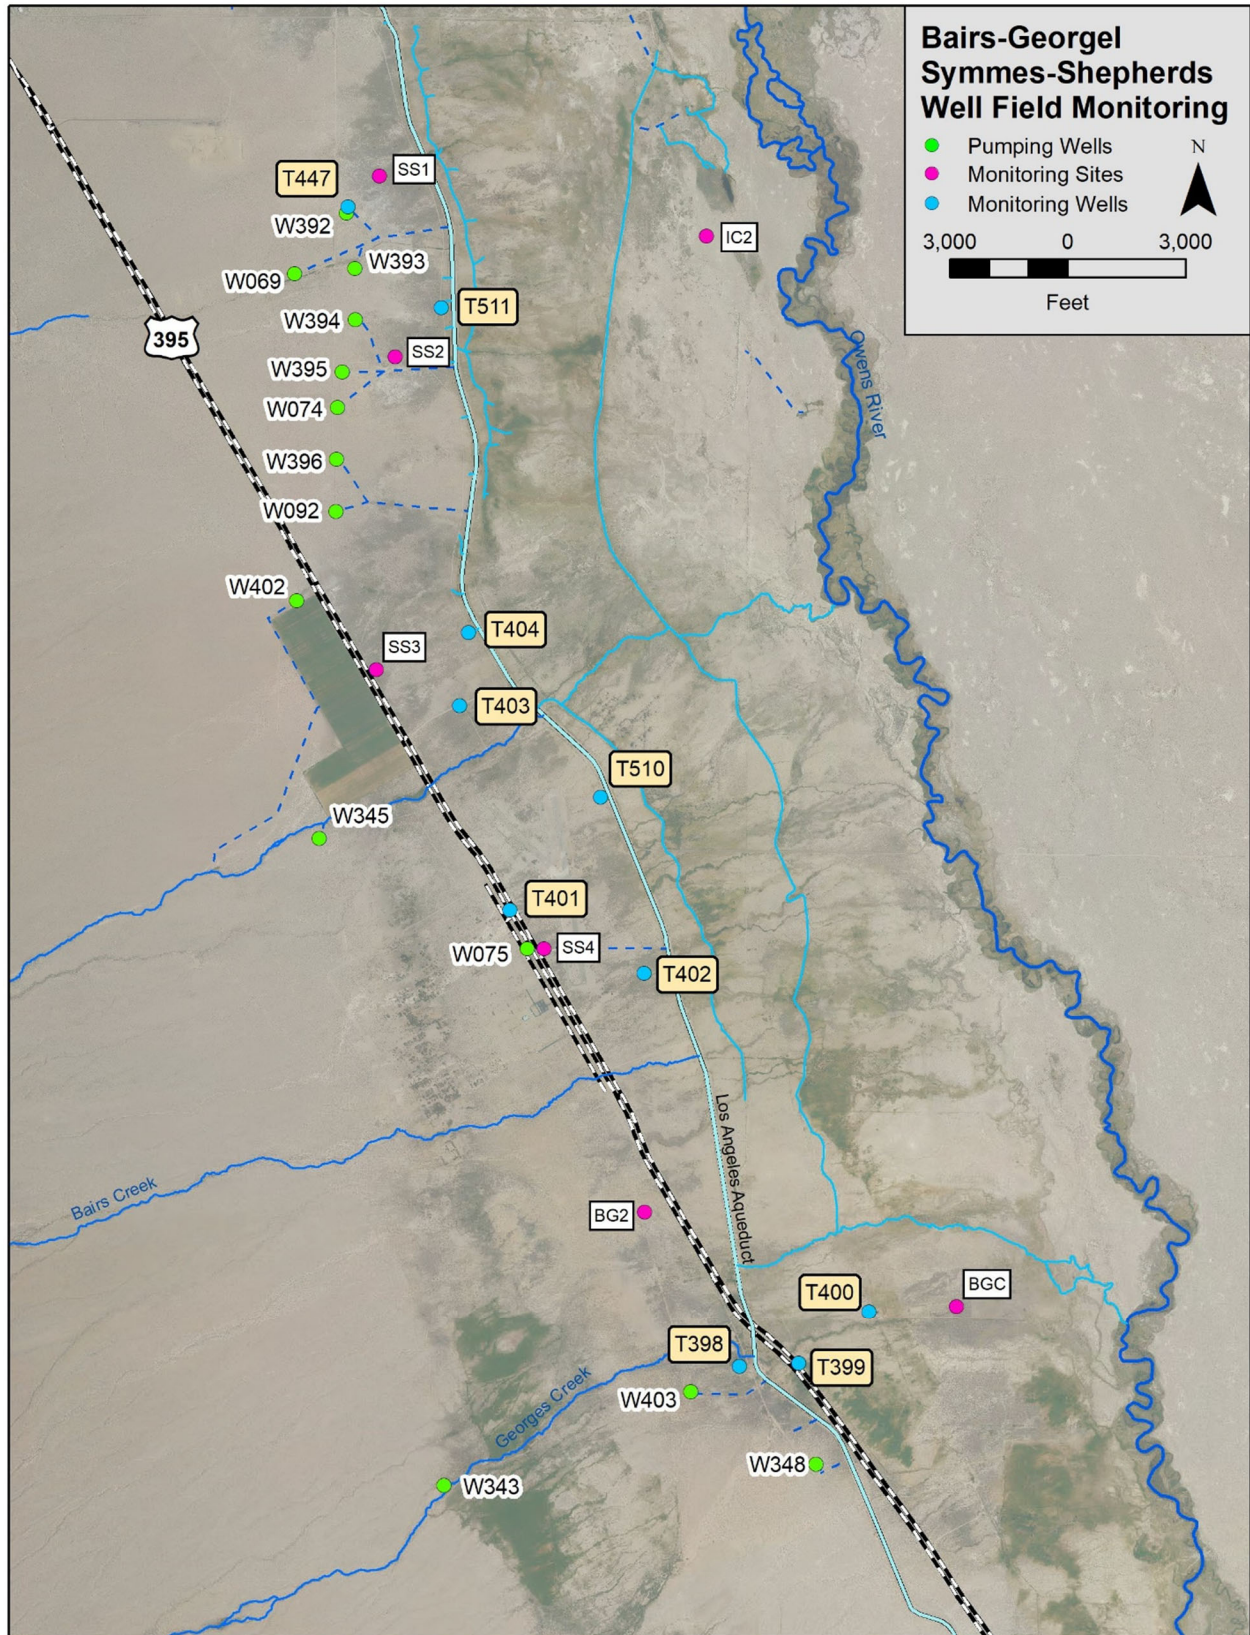 Bairs-Georgel
Symmes-Shepherds
Well Field Monitoring
Pumping Wells
Monitoring Sites
Monitoring Wells
N
3,000 0 3,000
Feet
SS1
T447
W392
IC2
W393
W069
T511
W394
395
SS2
W395
Owens River
W074
W396
W092
W402
T404
SS3
T403
T510
W345
T401
W075
SS4
T402
Los Angeles Aqueduct
Bairs Creek
BG2
BGC
T400
T398
T399
W403
Georges Creek
W348
W343